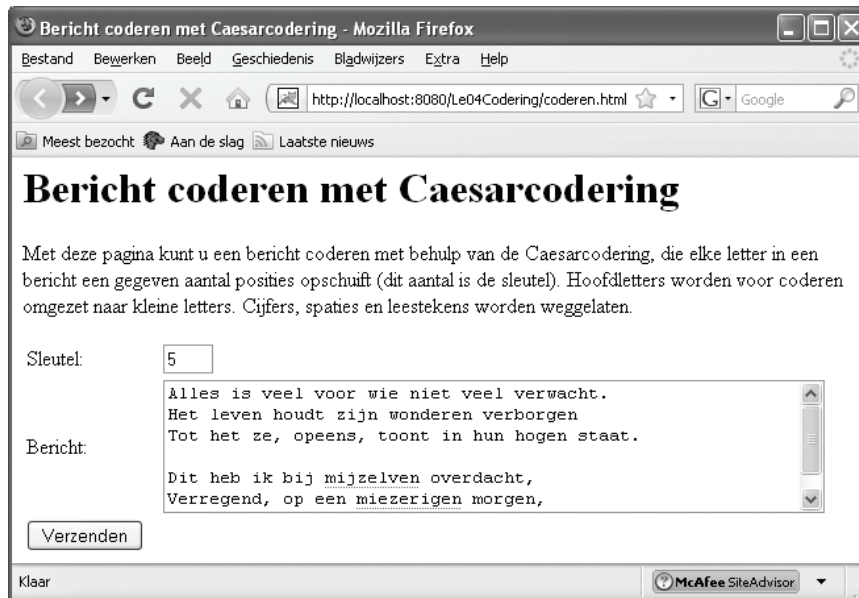 Bericht coderen met Caesarcodering - Mozilla Firefox
Bestand Bewerken Beeld Geschiedenis Bladwijzers Extra Help
http://localhost:8080/Le04Codering/coderen.html G Google
Meest bezocht Aan de slag Laatste nieuws
Bericht coderen met Caesarcodering
Met deze pagina kunt u een bericht coderen met behulp van de Caesarcodering, die elke letter in een
bericht een gegeven aantal posities opschuift (dit aantal is de sleutel). Hoofdletters worden voor coderen
omgezet naar kleine letters. Cijfers, spaties en leestekens worden weggelaten.
Sleutel: 5
Alles is veel voor wie niet veel verwacht.
Het leven houdt zijn wonderen verborgen
Tot het ze, opeens, toont in hun hogen staat.
Bericht:
Dit heb ik bij mijzelven overdacht,
Verregend, op een miezerigen morgen,
Verzenden
Klaar McAfee SiteAdvisor